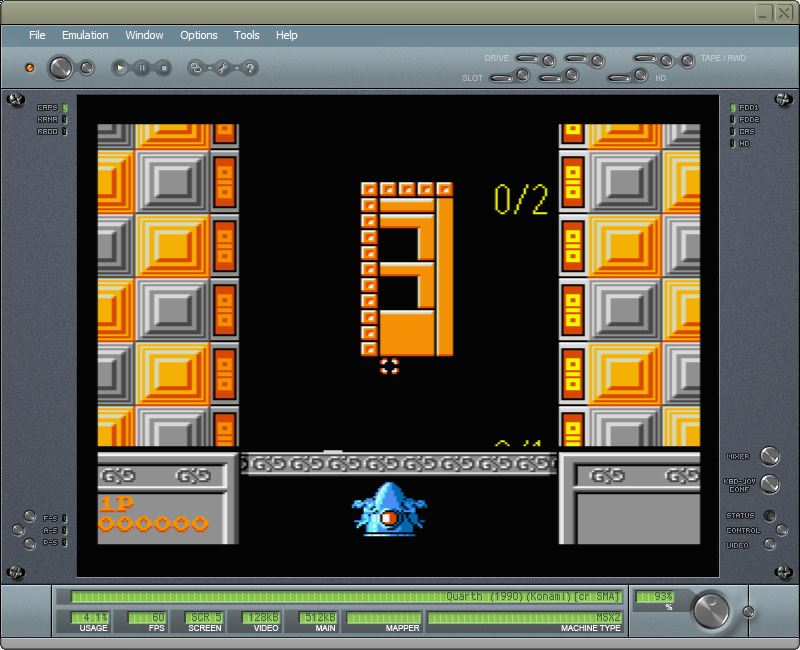 File Emulation Window Options Tools Help
DRIVE TAPE / RWD
SLOT HD
CAPS FDD1
KANA FDD2
CAS
HD
0/2
MIXER
KBD-JOY
CONF
1P
000000
F-S STATUS
A-S CONTROL
P-S VIDEO
Quarth (1990)(Konami)[cr SMA] 93%
%
4.1% 60 SCR 5 128kB 512kB MSX2
USAGE FPS SCREEN VIDEO MAIN MAPPER MACHINE TYPE